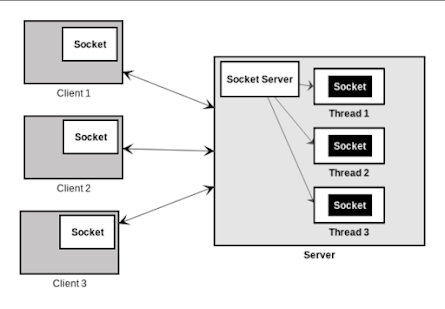 Socket
Client 1
Socket
Client 2
Socket
Client 3
Socket Server
Socket
Thread 1
Socket
Thread 2
Socket
Thread 3
Server